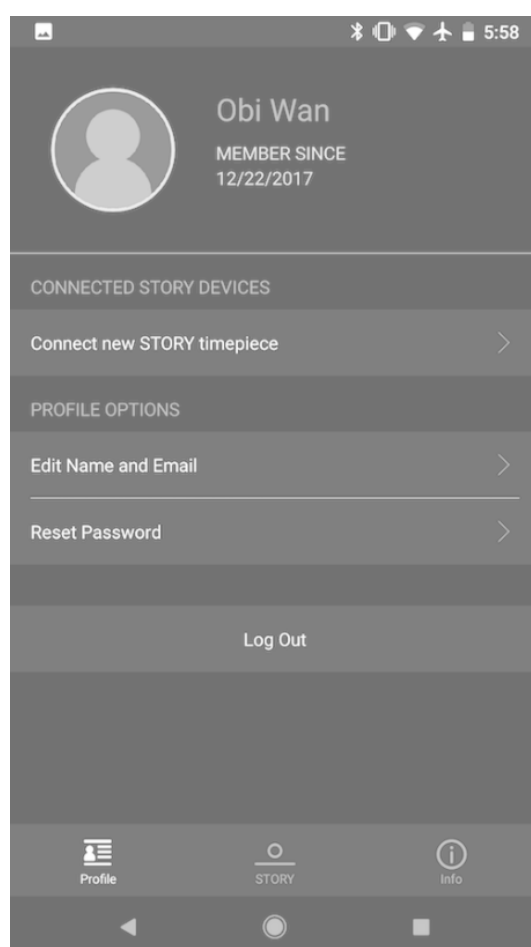 5:58
Obi Wan
MEMBER SINCE
12/22/2017
CONNECTED STORY DEVICES
Connect new STORY timepiece
PROFILE OPTIONS
Edit Name and Email
Reset Password
Log Out
Profile STORY Info